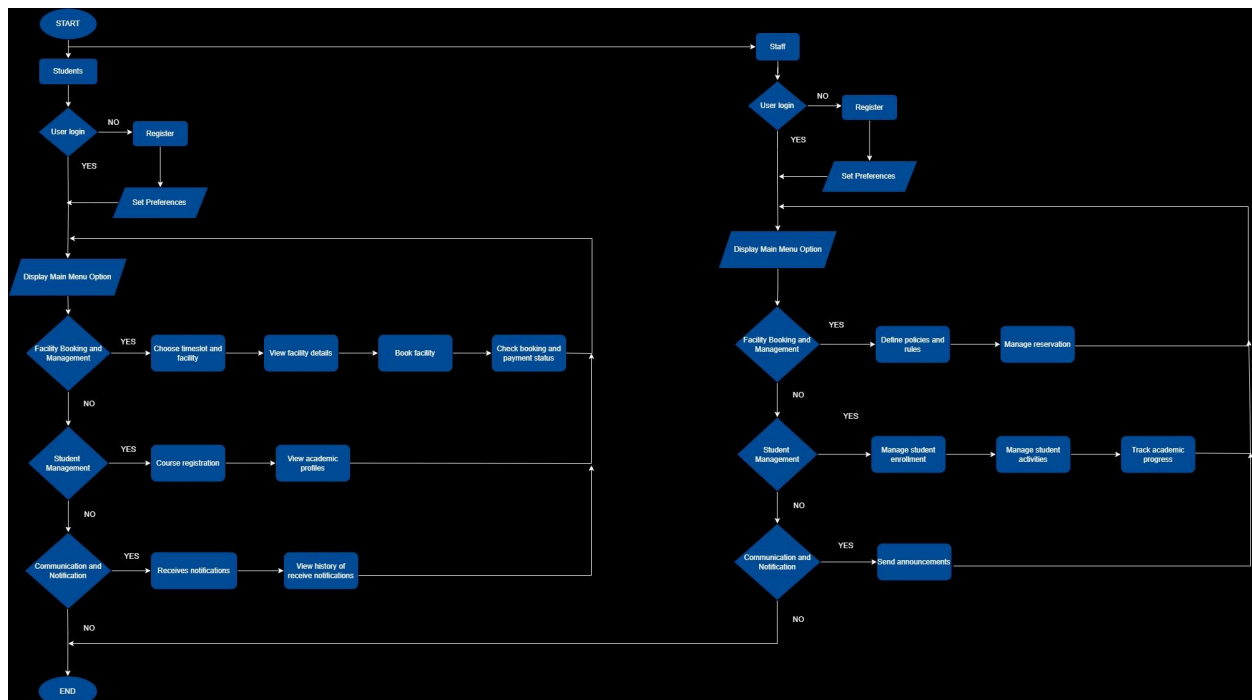 START
Students
Staff
User login
NO
Register
YES
Set Preferences
User login
NO
Register
YES
Set Preferences
Display Main Menu Option
Facility Booking and
Management
YES
Choose timeslot and
facility
View facility details
Book facility
Check booking and
payment status
NO
Student
Management
YES
Course registration
View academic
profiles
NO
Communication and
Notification
YES
Receives notifications
View history of
receive notifications
NO
Display Main Menu Option
Facility Booking and
Management
YES
Define policies and
rules
Manage reservation
NO
Student
Management
YES
Manage student
enrollment
Manage student
activities
Track academic
progress
NO
Communication and
Notification
YES
Send announcements
NO
END